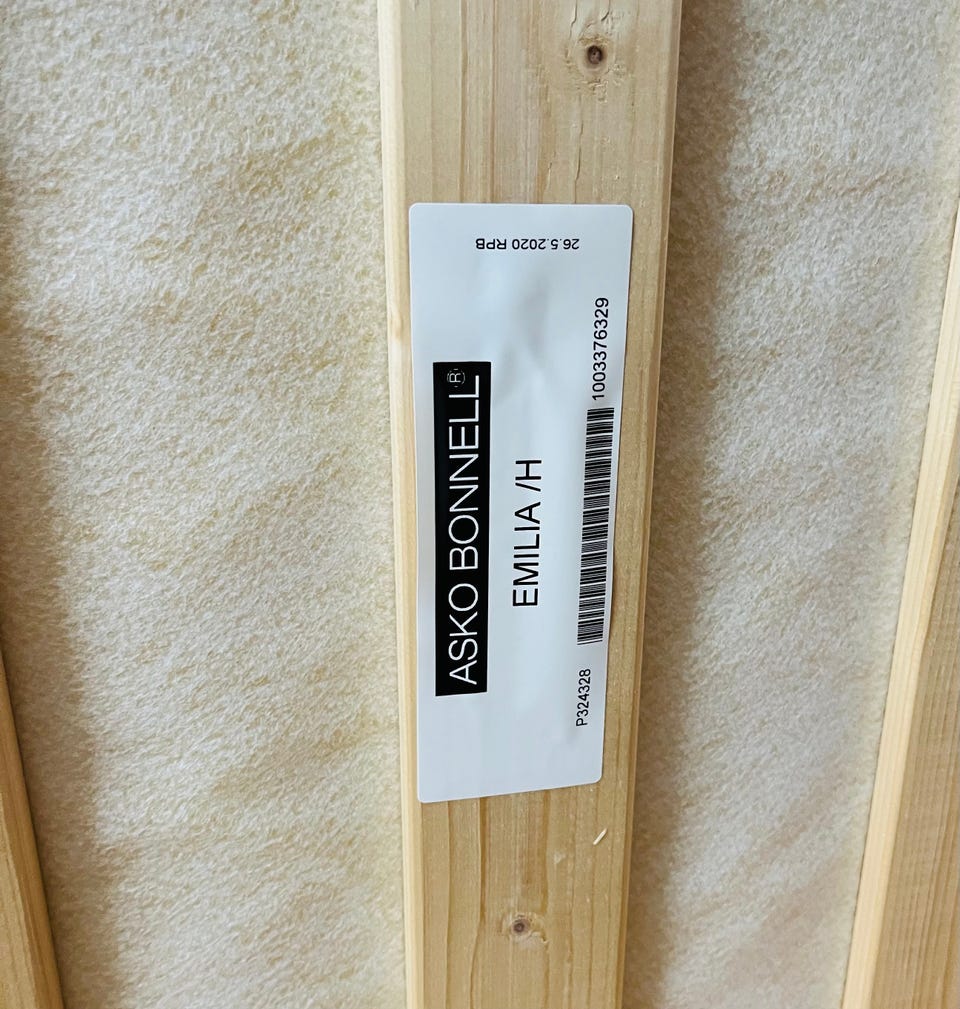 ASKO BONNELL®
EMILIA /H
P324328 1003376329
26.5.2020 RPB